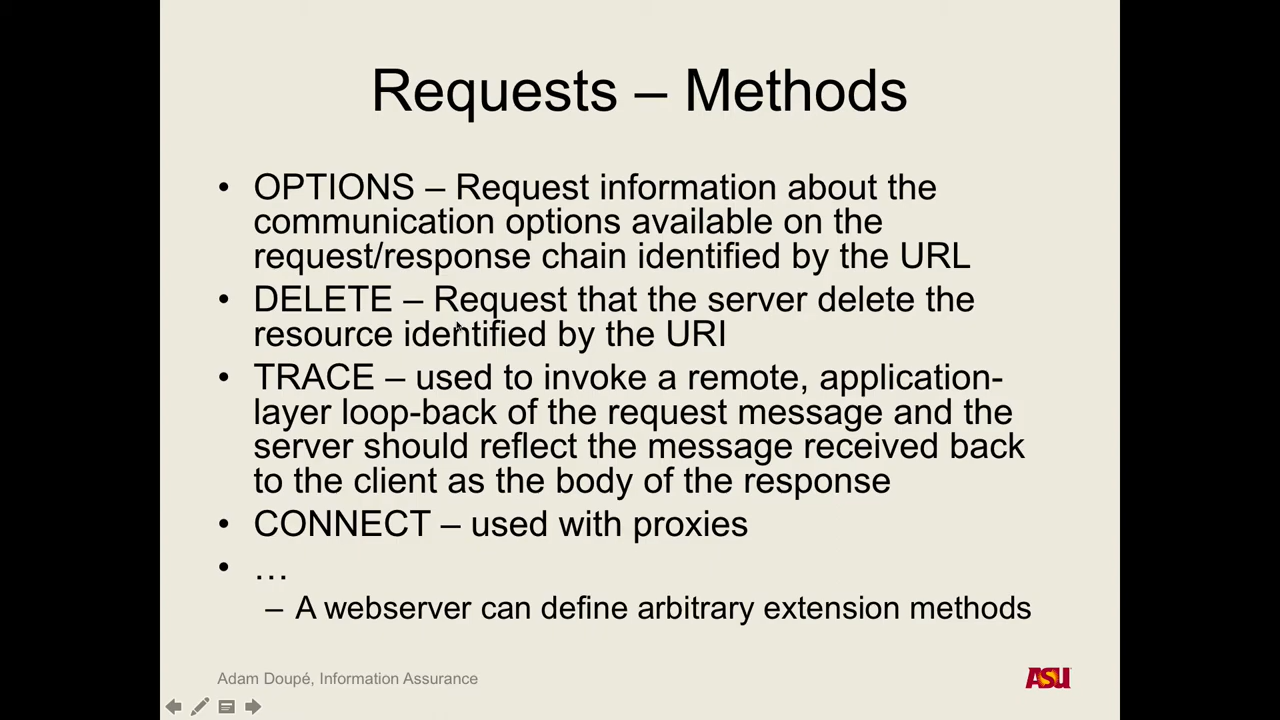 Requests – Methods
• OPTIONS – Request information about the
communication options available on the
request/response chain identified by the URL
• DELETE – Request that the server delete the
resource identified by the URI
• TRACE – used to invoke a remote, application-
layer loop-back of the request message and the
server should reflect the message received back
to the client as the body of the response
• CONNECT – used with proxies
• …
– A webserver can define arbitrary extension methods
Adam Doupé, Information Assurance
ASU